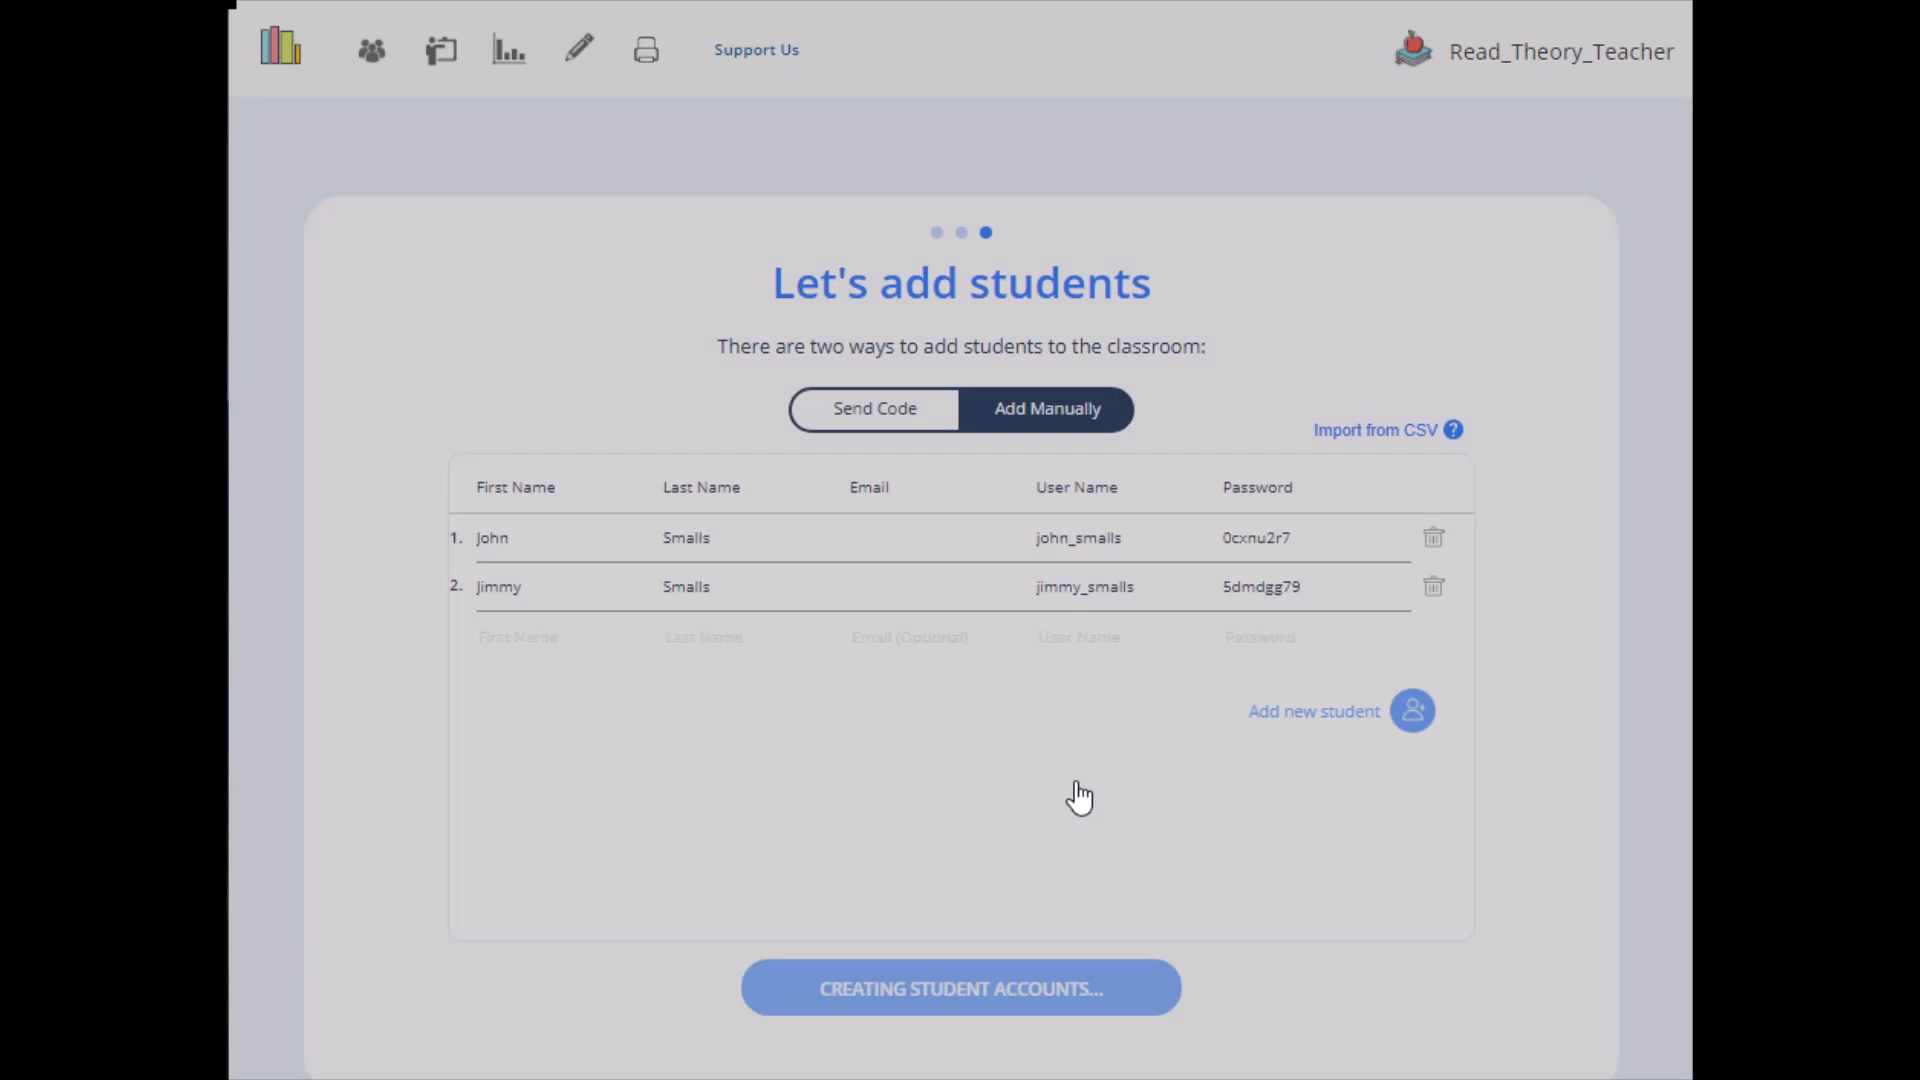 Support Us
Read_Theory_Teacher
Let's add students
There are two ways to add students to the classroom:
Send Code Add Manually
Import from CSV ?
First Name Last Name Email User Name Password
1. John Smalls john_smalls 0cxnu2r7
2. Jimmy Smalls jimmy_smalls 5dmdgg79
First Name Last Name Email (Optional) User Name Password
Add new student
CREATING STUDENT ACCOUNTS...